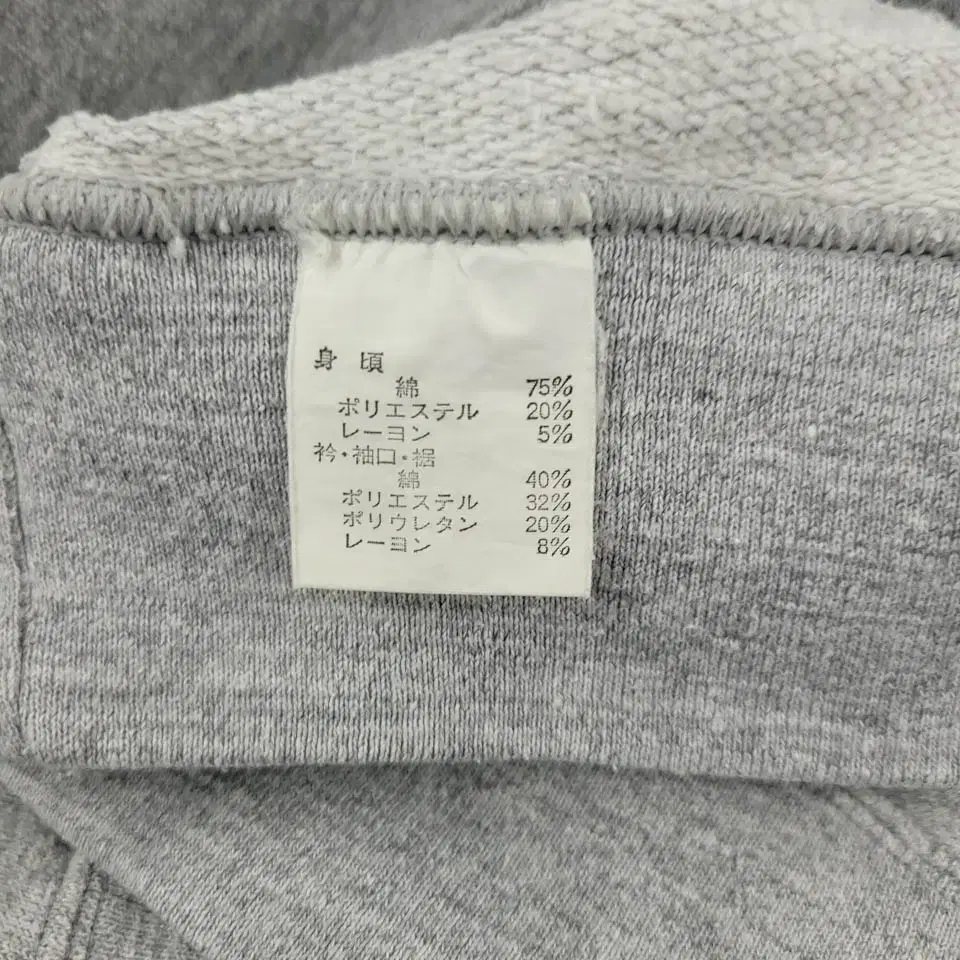 身 頃
綿 75%
ポリエステル 20%
レーヨン 5%
衿・袖口・裾
綿 40%
ポリエステル 32%
ポリウレタン 20%
レーヨン 8%